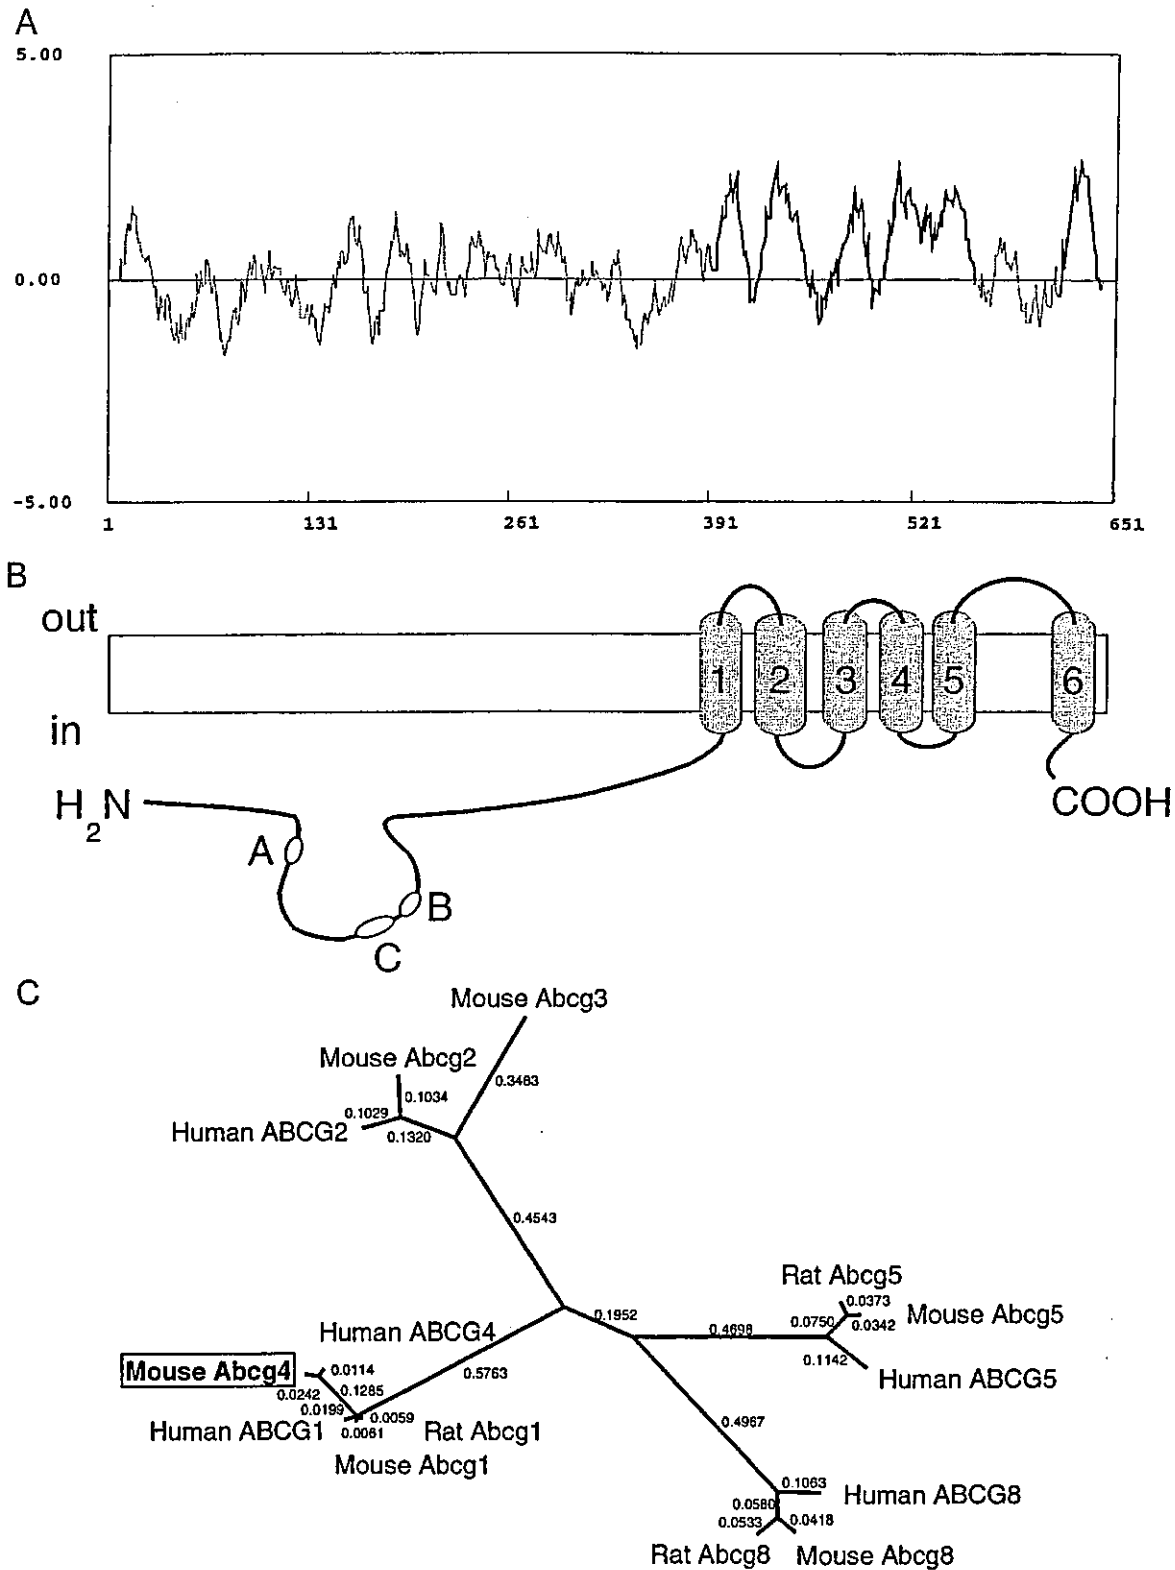 A
5.00
0.00
-5.00
1 131 261 391 521 651
B
out
1 2 3 4 5 6
in
H2N
COOH
A
B
C
C
Mouse Abcg3
Mouse Abcg2
0.3483
0.1034
0.1029
Human ABCG2
0.1320
0.4543
Rat Abcg5
0.0373
0.1952
0.0750
Mouse Abcg5
0.0342
Human ABCG4
0.4698
0.1142
Mouse Abcg4
0.0114
0.5763
Human ABCG5
0.0242
0.1285
0.0199
0.0059
0.4967
Human ABCG1
0.0061
Rat Abcg1
Mouse Abcg1
0.1063
Human ABCG8
0.0580
0.0533
0.0418
Rat Abcg8
Mouse Abcg8